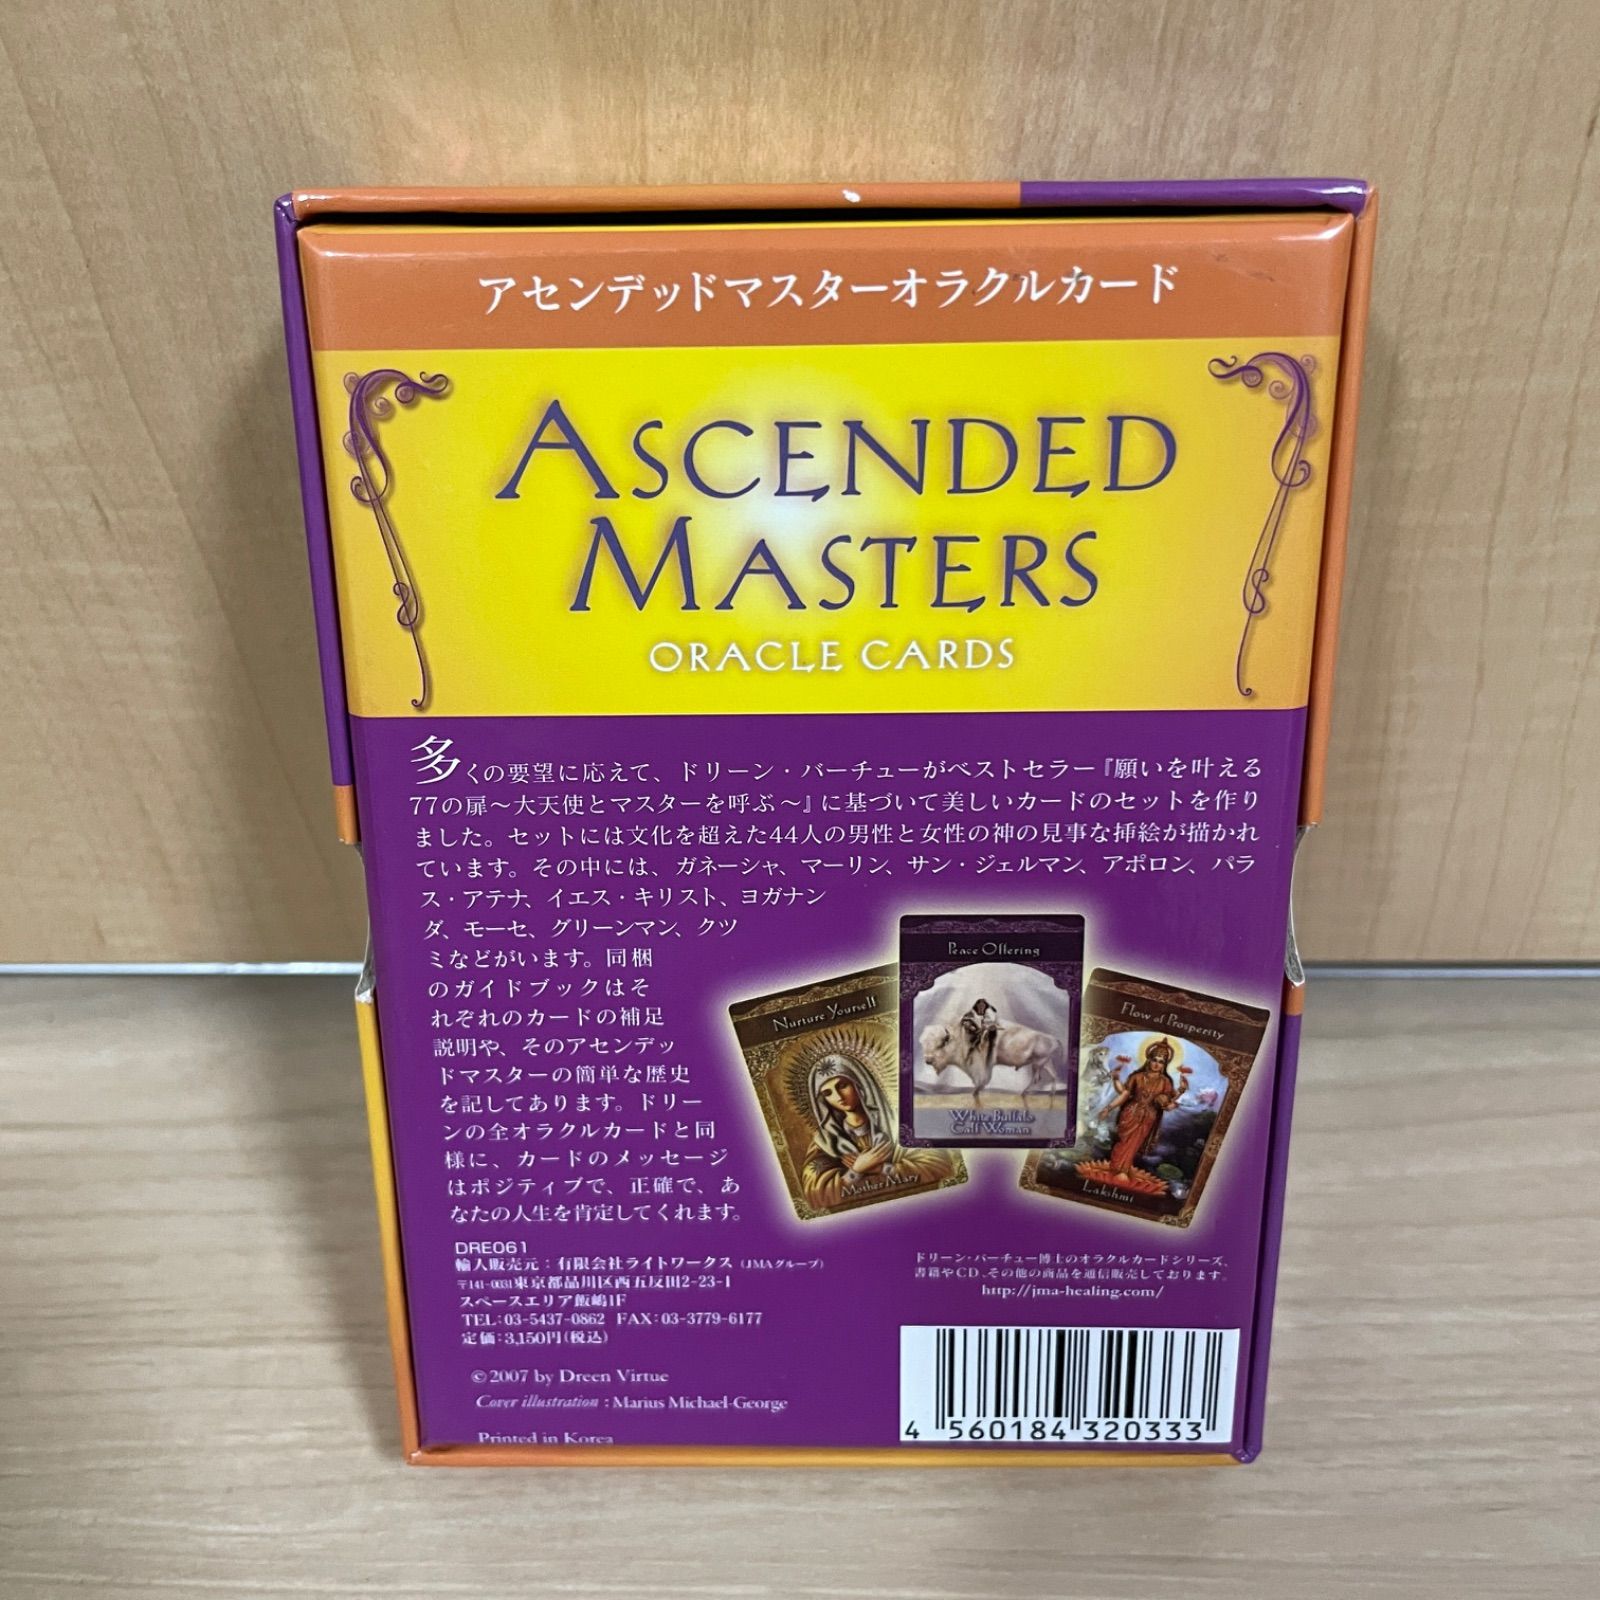 アセンデッドマスターオラクルカード
ASCENDED
MASTERS
ORACLE CARDS
多くの要望に応えて、ドリーン・バーチューがベストセラー『願いを叶える
77の扉〜大天使とマスターを呼ぶ〜』に基づいて美しいカードのセットを作り
ました。セットには文化を超えた44人の男性と女性の神の見事な挿絵が描かれ
ています。その中には、ガネーシャ、マーリン、サン・ジェルマン、アポロン、パラ
ス・アテナ、イエス・キリスト、ヨガナン
ダ、モーセ、グリーンマン、クツ
ミなどがいます。同梱
のガイドブックはそ
れぞれのカードの補足
説明や、そのアセンデッ
ドマスターの簡単な歴史
を記してあります。ドリー
ンの全オラクルカードと同
様に、カードのメッセージ
はポジティブで、正確で、あ
なたの人生を肯定してくれます。
Nurture Yourself
Mother Mary
Peace Offering
White Buffalo
Calf Woman
Flow of Prosperity
Lakshmi
DRE061
輸入販売元：有限会社ライトワークス（JMAグループ）
〒141-0031東京都品川区西五反田2-23-1
スペースエリア飯嶋1F
TEL：03-5437-0862 FAX：03-3779-6177
定価：3,150円（税込）
©2007 by Dreen Virtue
Cover illustration：Marius Michael-George
Printed in Korea
ドリーン・バーチュー博士のオラクルカードシリーズ、
書籍やCD、その他の商品を通信販売しております。
http://jma-healing.com/
4 560184 320333